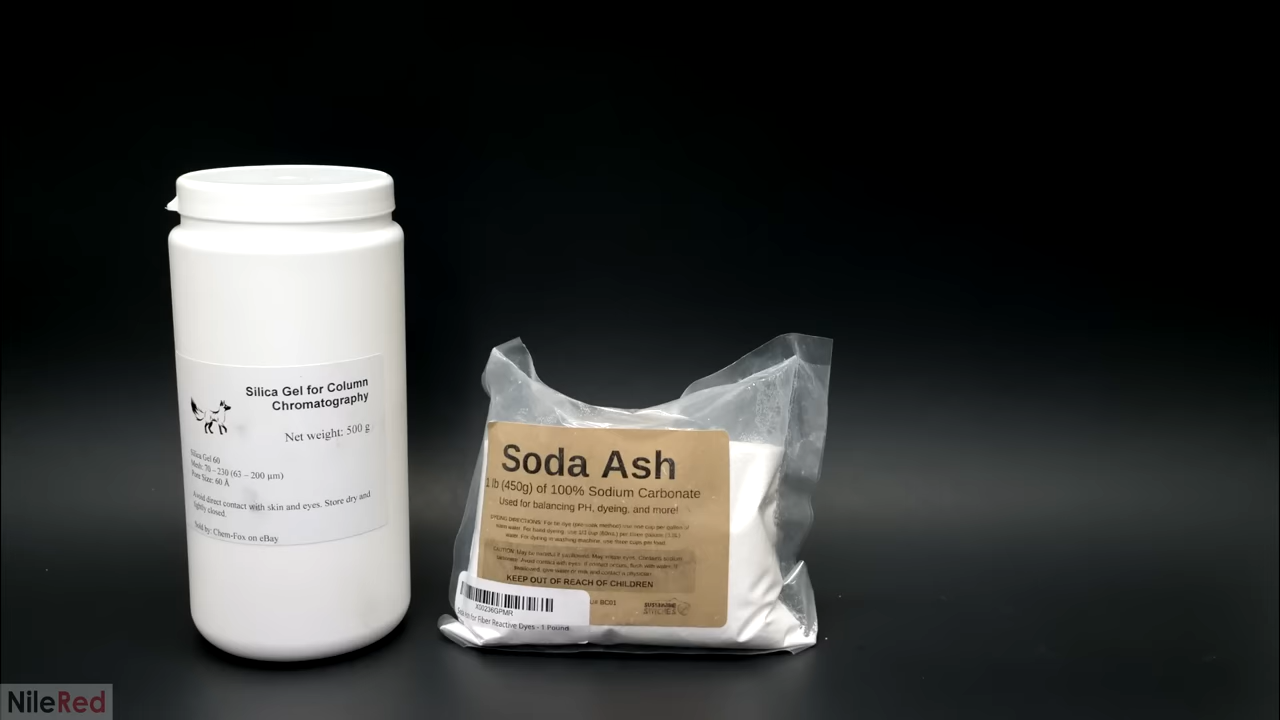 Silica Gel for Column
Chromatography
Net weight: 500 g
Silica Gel 60
Mesh: 70 – 230 (63 – 200 µm)
Pore Size: 60 Å
Avoid direct contact with skin and eyes. Store dry and
tightly closed.
Sold by: Chem-Fox on eBay
Soda Ash
1 lb (450g) of 100% Sodium Carbonate
Used for balancing PH, dyeing, and more!
KEEP OUT OF REACH OF CHILDREN
BC01
X00236GPMR
Soda Ash for Fiber Reactive Dyes - 1 Pound
NileRed